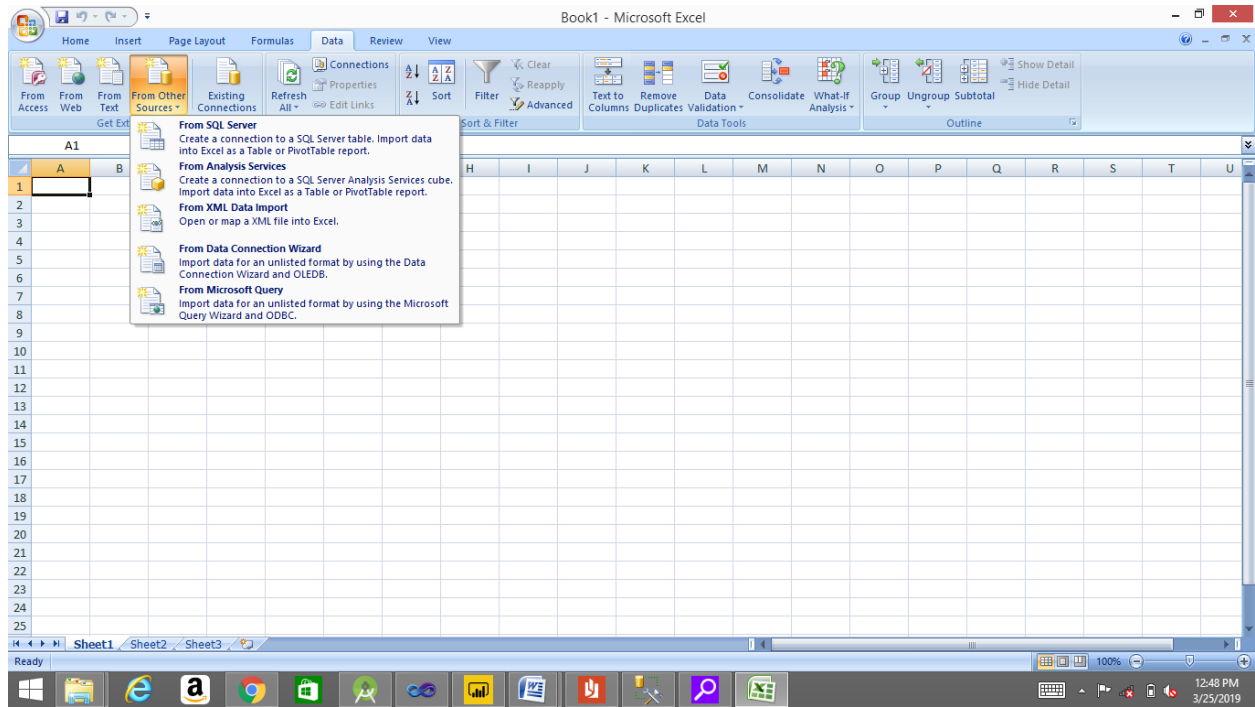 Book1 - Microsoft Excel
Home Insert Page Layout Formulas Data Review View
From Access
From Web
From Text
From Other Sources
Existing Connections
Get Ext
Refresh All
Connections
Properties
Edit Links
Sort
Filter
Clear
Reapply
Advanced
Sort & Filter
Text to Columns
Remove Duplicates
Data Validation
Consolidate
What-If Analysis
Data Tools
Group
Ungroup
Subtotal
Show Detail
Hide Detail
Outline
From SQL Server
Create a connection to a SQL Server table. Import data
into Excel as a Table or PivotTable report.
From Analysis Services
Create a connection to a SQL Server Analysis Services cube.
Import data into Excel as a Table or PivotTable report.
From XML Data Import
Open or map a XML file into Excel.
From Data Connection Wizard
Import data for an unlisted format by using the Data
Connection Wizard and OLEDB.
From Microsoft Query
Import data for an unlisted format by using the Microsoft
Query Wizard and ODBC.
A1
A B H I J K L M N O P Q R S T U
1
2
3
4
5
6
7
8
9
10
11
12
13
14
15
16
17
18
19
20
21
22
23
24
25
Sheet1 Sheet2 Sheet3
Ready 100%
12:48 PM
3/25/2019